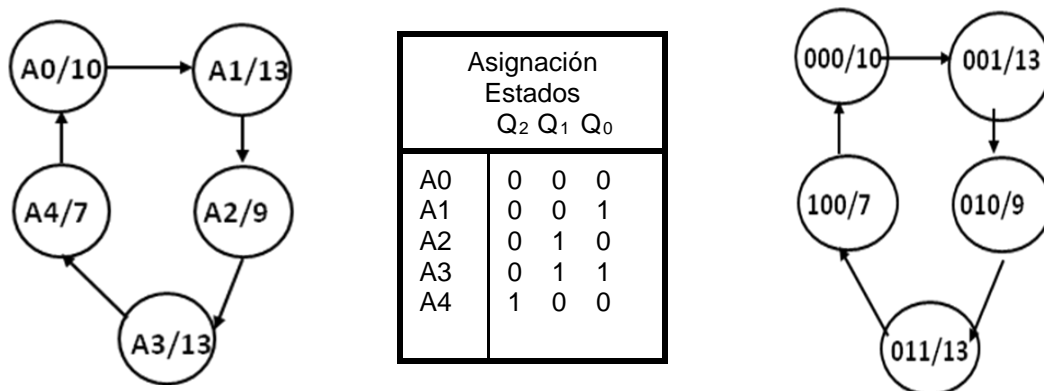 A0/10
A1/13
A4/7
A2/9
A3/13
Asignación
Estados
Q2 Q1 Q0
A0 0 0 0
A1 0 0 1
A2 0 1 0
A3 0 1 1
A4 1 0 0
000/10
001/13
100/7
010/9
011/13